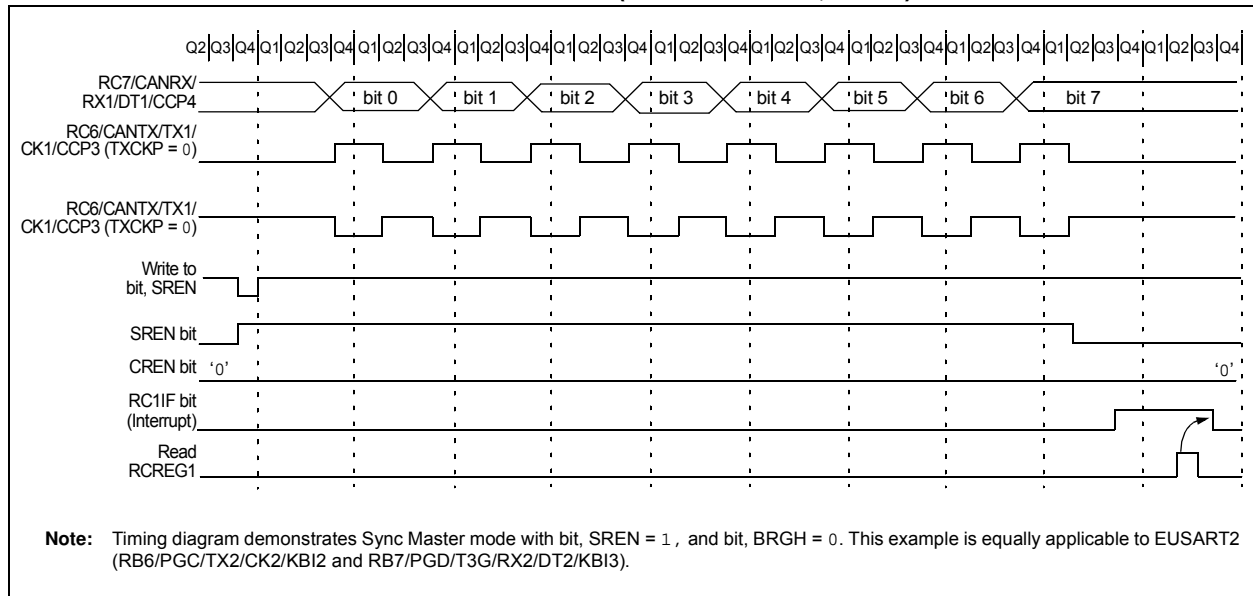 Q2 Q3 Q4 Q1 Q2 Q3 Q4 Q1 Q2 Q3 Q4 Q1 Q2 Q3 Q4 Q1 Q2 Q3 Q4 Q1 Q2 Q3 Q4 Q1 Q2 Q3 Q4 Q1 Q2 Q3 Q4 Q1 Q2 Q3 Q4 Q1 Q2 Q3 Q4 Q1 Q2 Q3 Q4
RC7/CANRX/
RX1/DT1/CCP4
bit 0 bit 1 bit 2 bit 3 bit 4 bit 5 bit 6 bit 7
RC6/CANTX/TX1/
CK1/CCP3 (TXCKP = 0)
RC6/CANTX/TX1/
CK1/CCP3 (TXCKP = 0)
Write to
bit, SREN
SREN bit
CREN bit ‘0’ ‘0’
RC1IF bit
(Interrupt)
Read
RCREG1
Note: Timing diagram demonstrates Sync Master mode with bit, SREN = 1, and bit, BRGH = 0. This example is equally applicable to EUSART2
(RB6/PGC/TX2/CK2/KBI2 and RB7/PGD/T3G/RX2/DT2/KBI3).